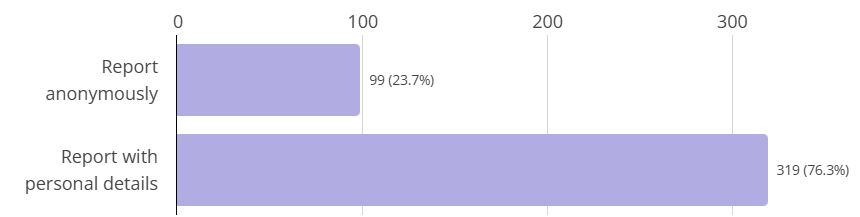 0 100 200 300
Report
anonymously
99 (23.7%)
Report with
personal details
319 (76.3%)